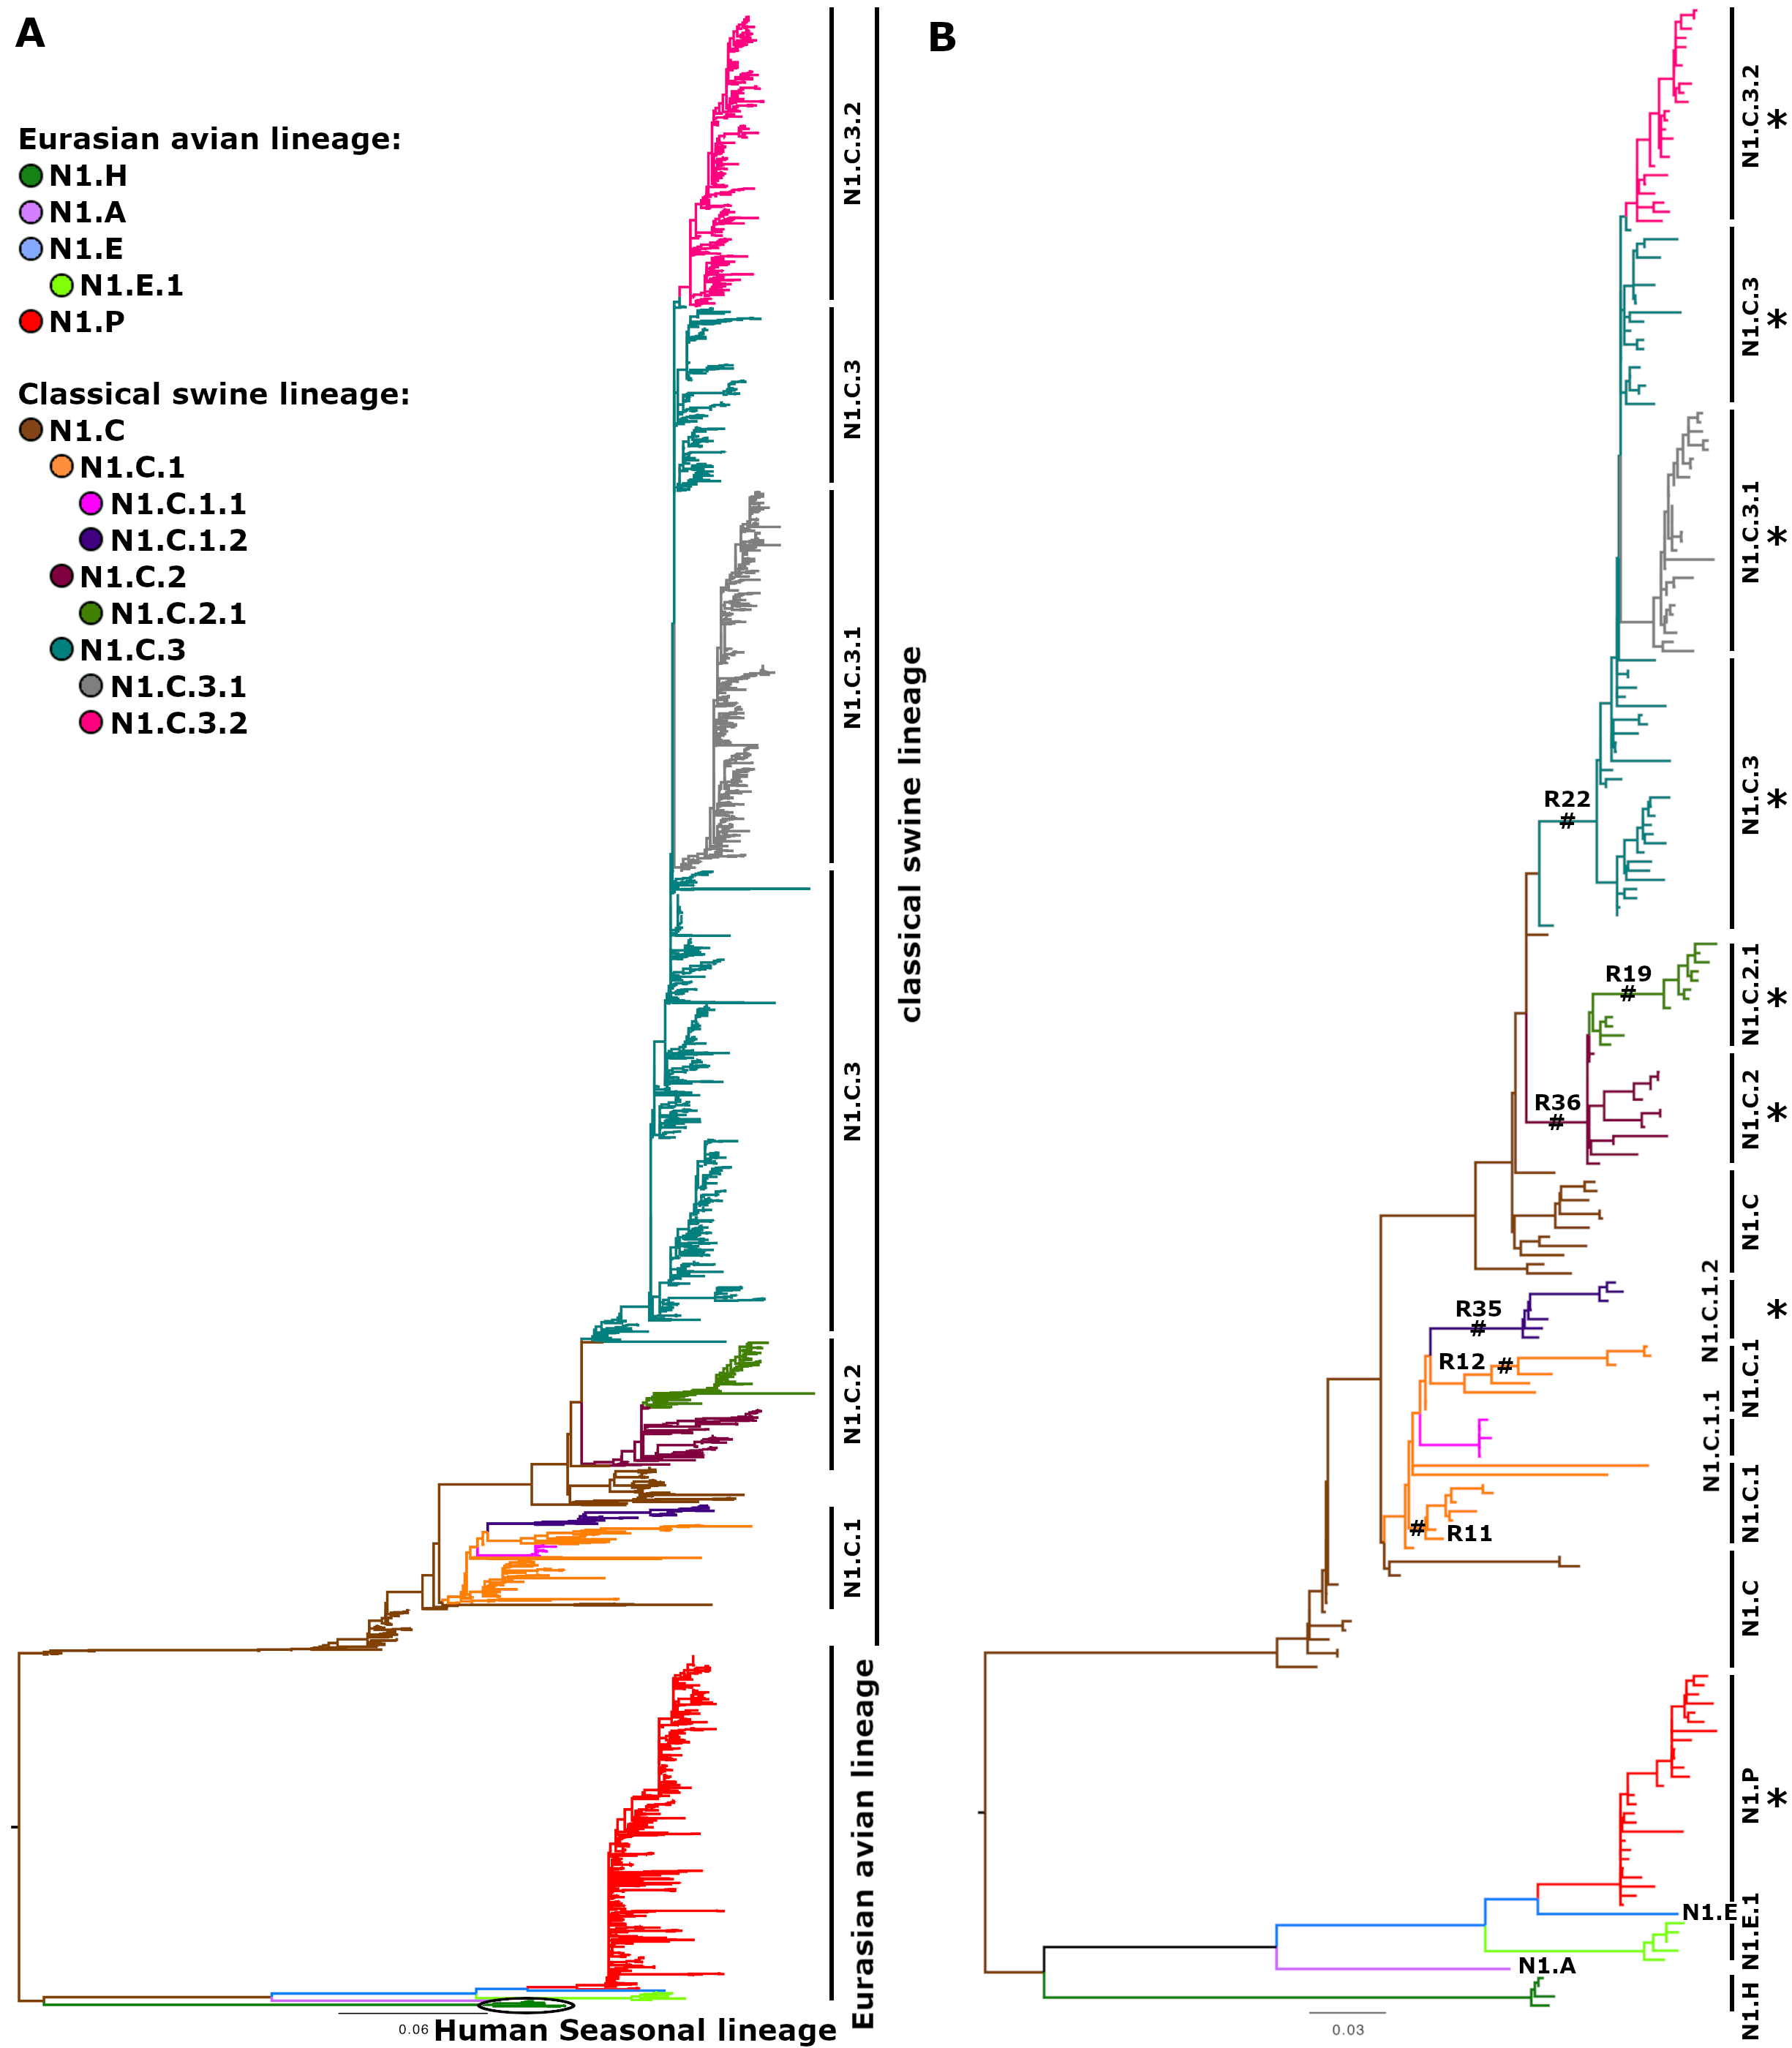 A
Eurasian avian lineage:
N1.H
N1.A
N1.E
N1.E.1
N1.P
Classical swine lineage:
N1.C
N1.C.1
N1.C.1.1
N1.C.1.2
N1.C.2
N1.C.2.1
N1.C.3
N1.C.3.1
N1.C.3.2
N1.C.3.2
N1.C.3
N1.C.3.1
N1.C.3
N1.C.2
N1.C.1
classical swine lineage
Eurasian avian lineage
0.06
Human Seasonal lineage
B
N1.C.3.2 *
N1.C.3 *
N1.C.3.1 *
N1.C.3 *
R22
#
N1.C.2.1 *
R19
#
N1.C.2 *
R36
#
N1.C
N1.C.1.2 *
R35
#
R12 #
N1.C.1
N1.C.1.1
N1.C.1
# R11
N1.C
N1.P *
N1.E
N1.E.1
N1.A
N1.H
0.03